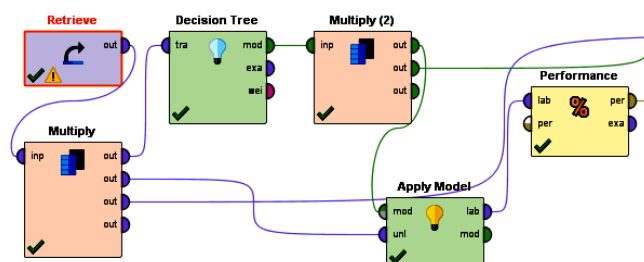 Retrieve
out
Decision Tree
tra
mod
exa
wei
Multiply (2)
inp
out
out
out
Performance
lab
per
per
exa
%
Multiply
inp
out
out
out
out
Apply Model
mod
lab
unl
mod